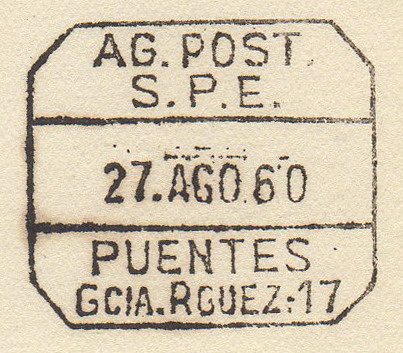 AG. POST.
S. P. E.
27. AGO. 60
PUENTES
GCIA. RGUEZ.-17